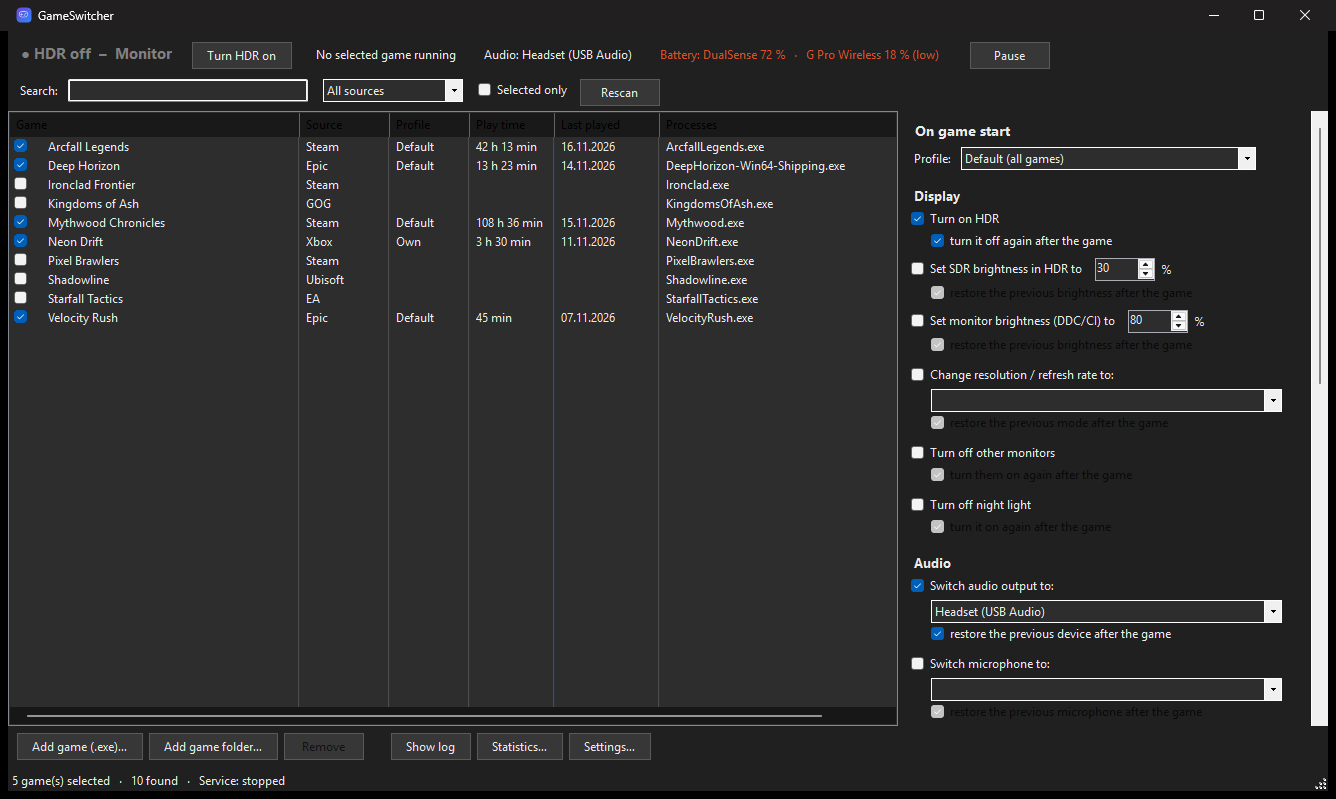 GameSwitcher
● HDR off – Monitor
Turn HDR on
No selected game running
Audio: Headset (USB Audio)
Battery: DualSense 72 % · G Pro Wireless 18 % (low)
Pause
Search:
All sources
Selected only
Rescan
Game Source Profile Play time Last played Processes
Arcfall Legends Steam Default 42 h 13 min 16.11.2026 ArcfallLegends.exe
Deep Horizon Epic Default 13 h 23 min 14.11.2026 DeepHorizon-Win64-Shipping.exe
Ironclad Frontier Steam Ironclad.exe
Kingdoms of Ash GOG KingdomsOfAsh.exe
Mythwood Chronicles Steam Default 108 h 36 min 15.11.2026 Mythwood.exe
Neon Drift Xbox Own 3 h 30 min 11.11.2026 NeonDrift.exe
Pixel Brawlers Steam PixelBrawlers.exe
Shadowline Ubisoft Shadowline.exe
Starfall Tactics EA StarfallTactics.exe
Velocity Rush Epic Default 45 min 07.11.2026 VelocityRush.exe
On game start
Profile: Default (all games)
Display
Turn on HDR
turn it off again after the game
Set SDR brightness in HDR to 30 %
restore the previous brightness after the game
Set monitor brightness (DDC/CI) to 80 %
restore the previous brightness after the game
Change resolution / refresh rate to:
restore the previous mode after the game
Turn off other monitors
turn them on again after the game
Turn off night light
turn it on again after the game
Audio
Switch audio output to:
Headset (USB Audio)
restore the previous device after the game
Switch microphone to:
restore the previous microphone after the game
Add game (.exe)...
Add game folder...
Remove
Show log
Statistics...
Settings...
5 game(s) selected · 10 found · Service: stopped